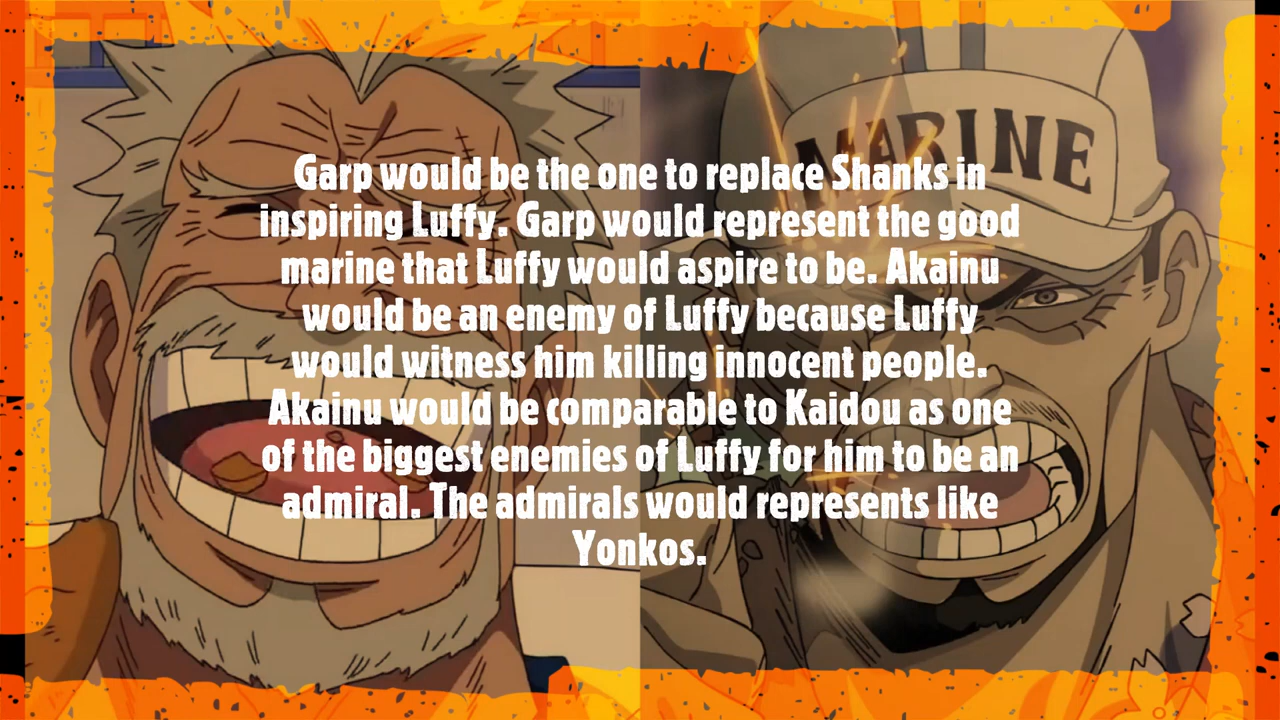 MARINE
Garp would be the one to replace Shanks in
inspiring Luffy. Garp would represent the good
marine that Luffy would aspire to be. Akainu
would be an enemy of Luffy because Luffy
would witness him killing innocent people.
Akainu would be comparable to Kaidou as one
of the biggest enemies of Luffy for him to be an
admiral. The admirals would represents like
Yonkos.